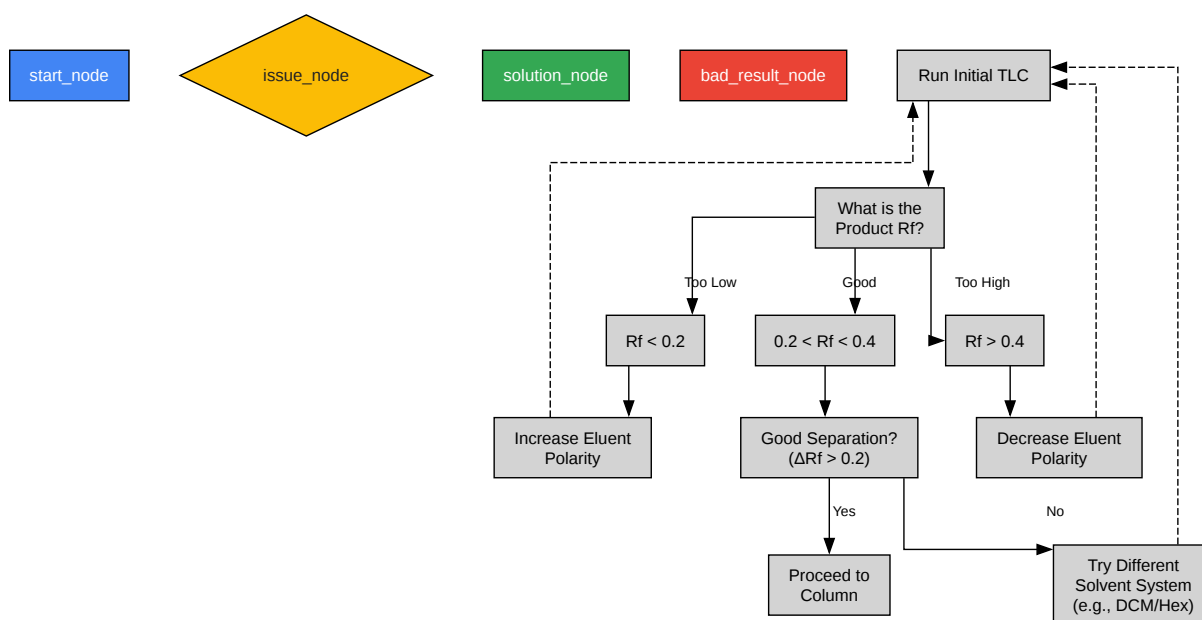 start_node
issue_node
solution_node
bad_result_node
Run Initial TLC
What is the
Product Rf?
Too Low
Good
Too High
Rf < 0.2
0.2 < Rf < 0.4
Rf > 0.4
Increase Eluent
Polarity
Good Separation?
(ΔRf > 0.2)
Decrease Eluent
Polarity
Yes
No
Proceed to
Column
Try Different
Solvent System
(e.g., DCM/Hex)